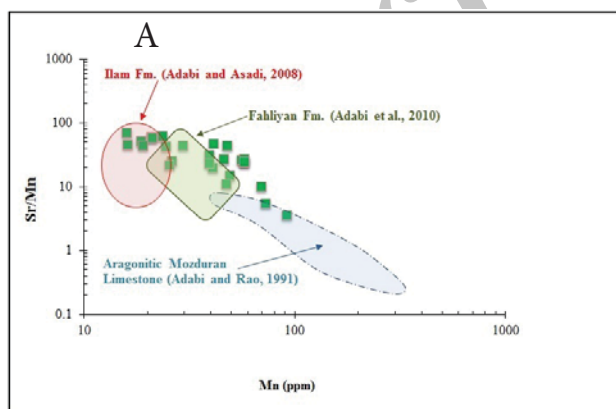 A
Ilam Fm. (Adabi and Asadi, 2008)
Fahliyan Fm. (Adabi et al., 2010)
Aragonitic Mozduran
Limestone (Adabi and Rao, 1991)
Sr/Mn
1000
100
10
1
0.1
10
100
1000
Mn (ppm)